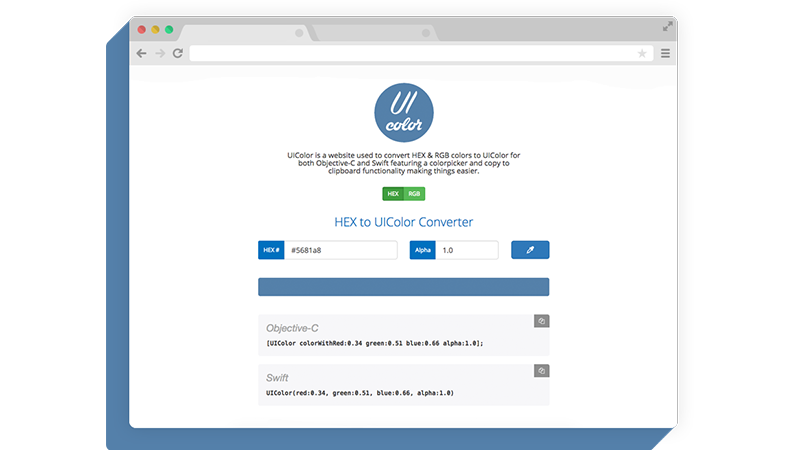 UI
color
UIColor is a website used to convert HEX & RGB colors to UIColor for
both Objective-C and Swift featuring a colorpicker and copy to
clipboard functionality making things easier.
HEX RGB
HEX to UIColor Converter
HEX # #5681a8 Alpha 1.0
Objective-C
[UIColor colorWithRed:0.34 green:0.51 blue:0.66 alpha:1.0];
Swift
UIColor(red:0.34, green:0.51, blue:0.66, alpha:1.0)